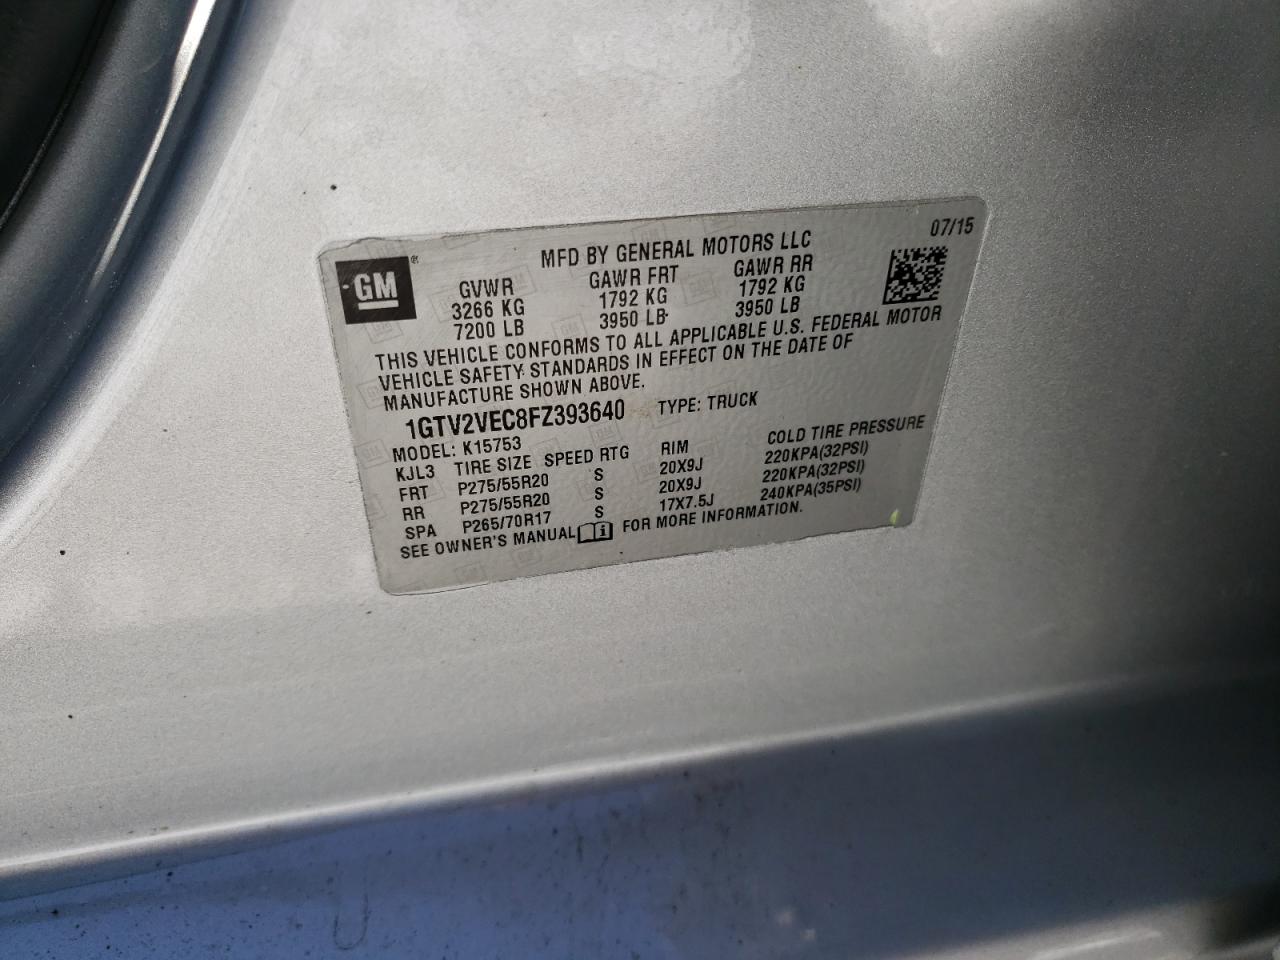 07/15
MFD BY GENERAL MOTORS LLC
GM®
GVWR GAWR FRT GAWR RR
3266 KG 1792 KG 1792 KG
7200 LB 3950 LB 3950 LB
THIS VEHICLE CONFORMS TO ALL APPLICABLE U.S. FEDERAL MOTOR
VEHICLE SAFETY STANDARDS IN EFFECT ON THE DATE OF
MANUFACTURE SHOWN ABOVE.
1GTV2VEC8FZ393640 TYPE: TRUCK
MODEL: K15753
KJL3 TIRE SIZE SPEED RTG RIM COLD TIRE PRESSURE
FRT P275/55R20 S 20X9J 220KPA(32PSI)
RR P275/55R20 S 20X9J 220KPA(32PSI)
SPA P265/70R17 S 17X7.5J 240KPA(35PSI)
SEE OWNER'S MANUAL i FOR MORE INFORMATION.